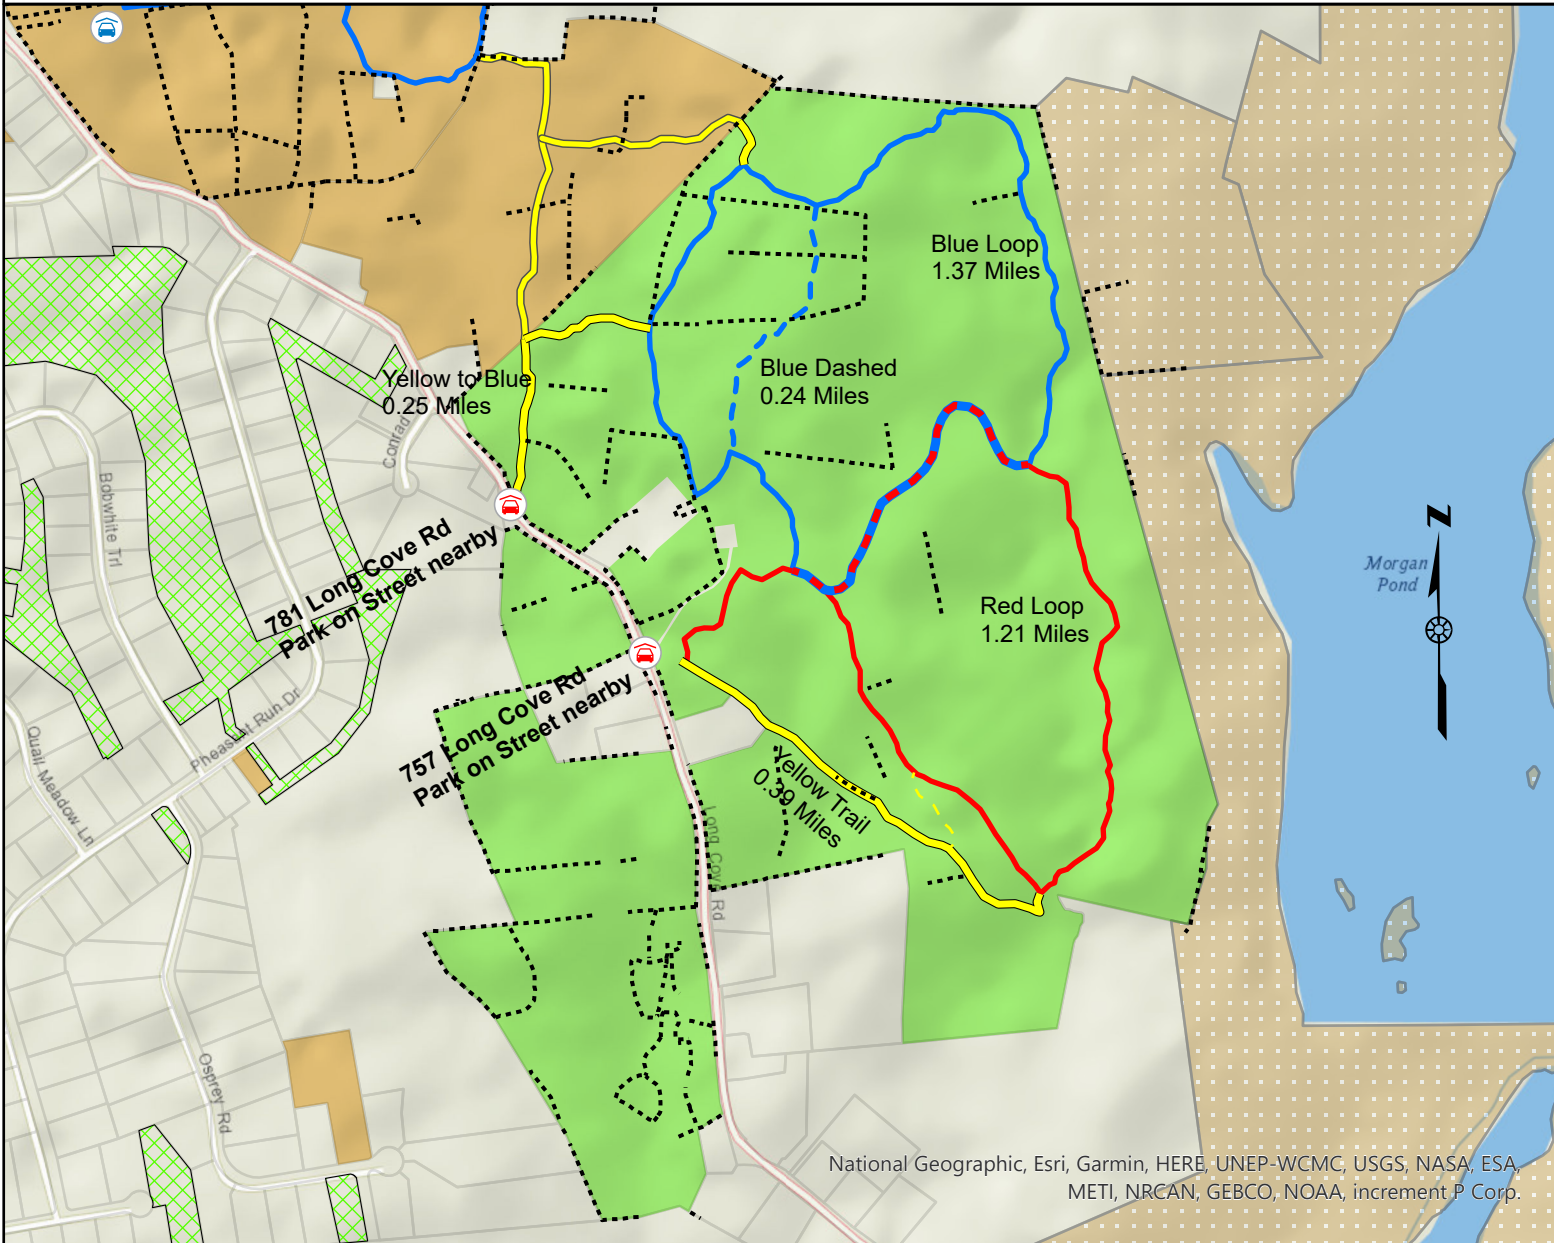 Blue Loop
1.37 Miles
Blue Dashed
0.24 Miles
Yellow to Blue
0.25 Miles
Conrad
Bobwhite Trl
781 Long Cove Rd
Park on Street nearby
N
Morgan
Pond
Red Loop
1.21 Miles
757 Long Cove Rd
Park on Street nearby
Pheasant Run Dr
Quail Meadow Ln
Yellow Trail
0.39 Miles
Long Cove Rd
Osprey Rd
National Geographic, Esri, Garmin, HERE, UNEP-WCMC, USGS, NASA, ESA,
METI, NRCAN, GEBCO, NOAA, increment P Corp.